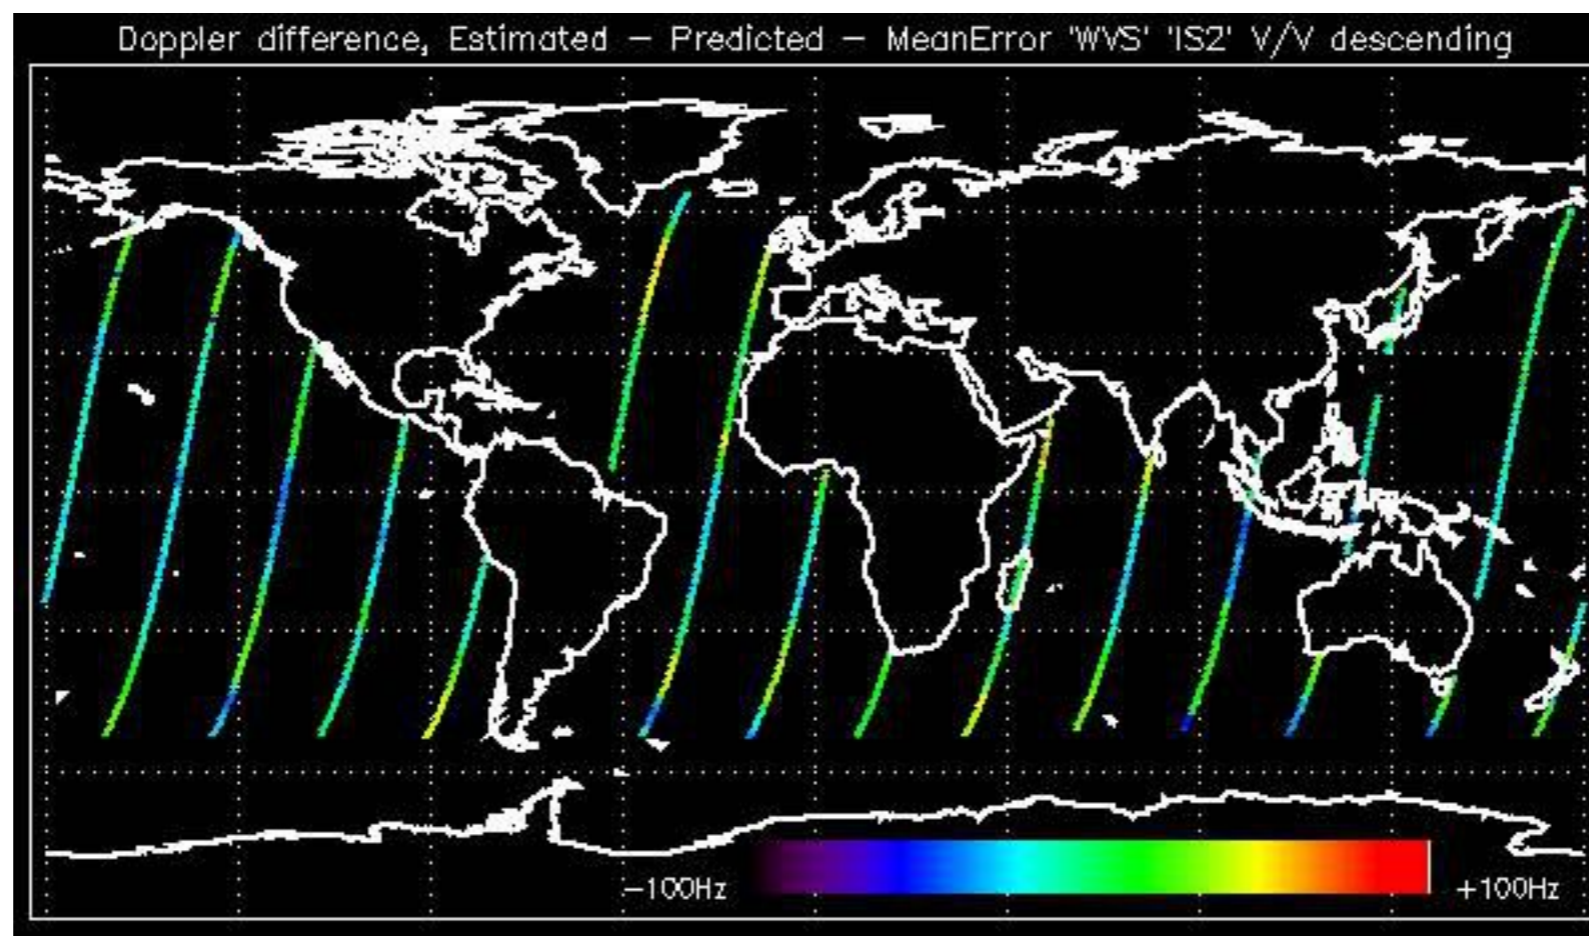 Doppler difference, Estimated − Predicted − MeanError 'WVS' 'IS2' V/V descending
−100Hz +100Hz